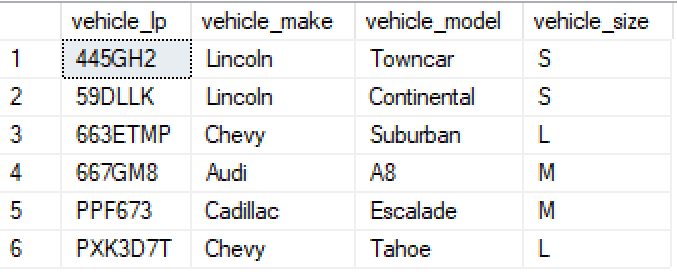 vehicle_lp vehicle_make vehicle_model vehicle_size
1 445GH2 Lincoln Towncar S
2 59DLLK Lincoln Continental S
3 663ETMP Chevy Suburban L
4 667GM8 Audi A8 M
5 PPF673 Cadillac Escalade M
6 PXK3D7T Chevy Tahoe L